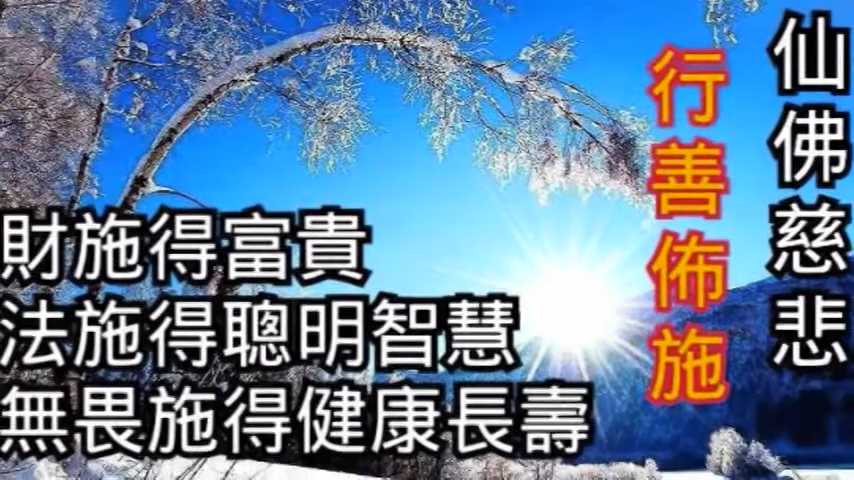 仙佛慈悲
行善佈施
財施得富貴
法施得聰明智慧
無畏施得健康長壽